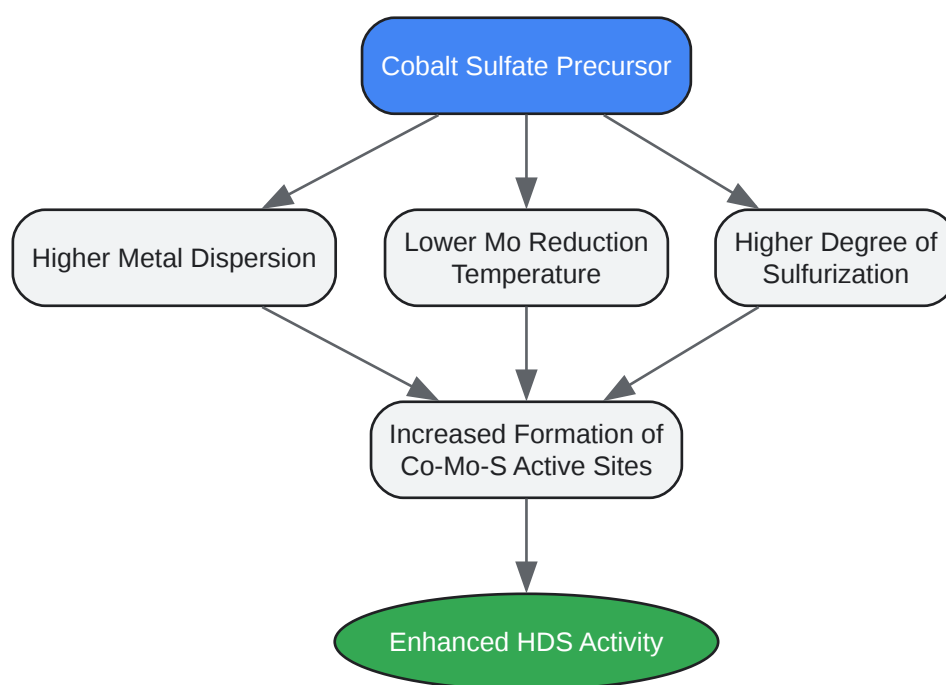 Cobalt Sulfate Precursor
Higher Metal Dispersion
Lower Mo Reduction
Temperature
Higher Degree of
Sulfurization
Increased Formation of
Co-Mo-S Active Sites
Enhanced HDS Activity